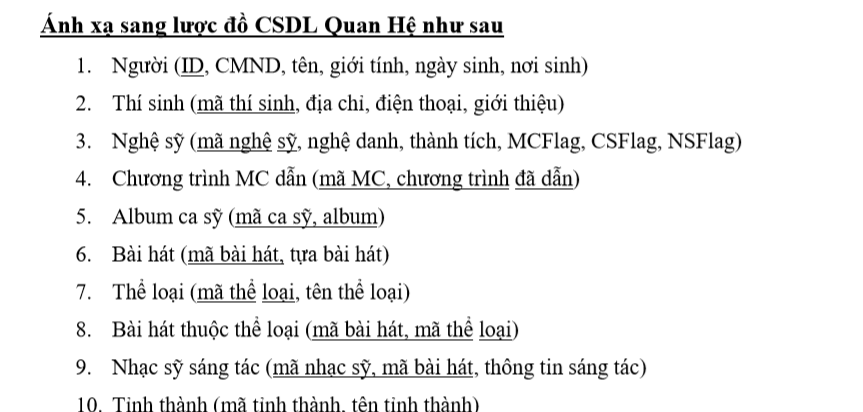 Ánh xạ sang lược đồ CSDL Quan Hệ như sau
1. Người (ID, CMND, tên, giới tính, ngày sinh, nơi sinh)
2. Thí sinh (mã thí sinh, địa chỉ, điện thoại, giới thiệu)
3. Nghệ sỹ (mã nghệ sỹ, nghệ danh, thành tích, MCFlag, CSFlag, NSFlag)
4. Chương trình MC dẫn (mã MC, chương trình đã dẫn)
5. Album ca sỹ (mã ca sỹ, album)
6. Bài hát (mã bài hát, tựa bài hát)
7. Thể loại (mã thể loại, tên thể loại)
8. Bài hát thuộc thể loại (mã bài hát, mã thể loại)
9. Nhạc sỹ sáng tác (mã nhạc sỹ, mã bài hát, thông tin sáng tác)
10. Tỉnh thành (mã tỉnh thành, tên tỉnh thành)